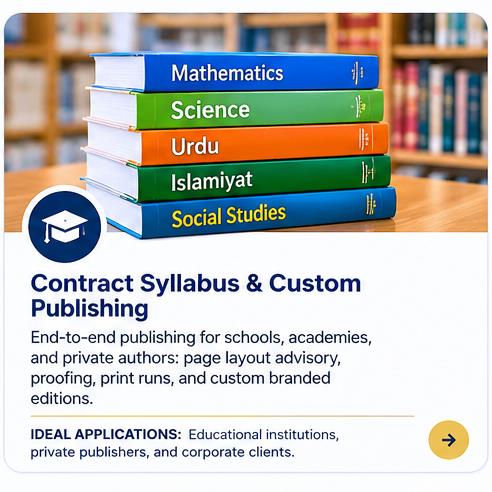 Mathematics
Science
Urdu
Islamiyat
Social Studies
Contract Syllabus & Custom
Publishing
End-to-end publishing for schools, academies,
and private authors: page layout advisory,
proofing, print runs, and custom branded
editions.
IDEAL APPLICATIONS: Educational institutions,
private publishers, and corporate clients.